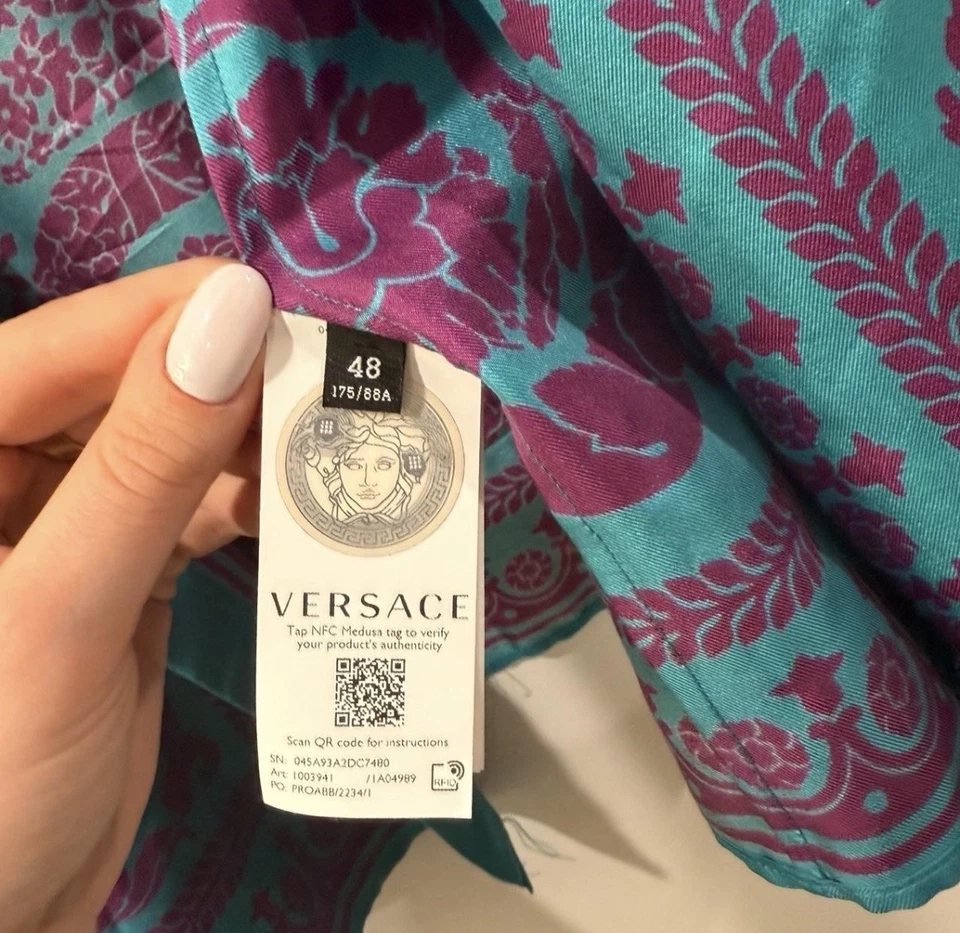 48
175/88A
VERSACE
Tap NFC Medusa tag to verify
your product's authenticity
Scan QR code for instructions
SN: 045A93A2DC7480
Art: 1003941 /1A04989
PO: PROABB/2234/1
RFID